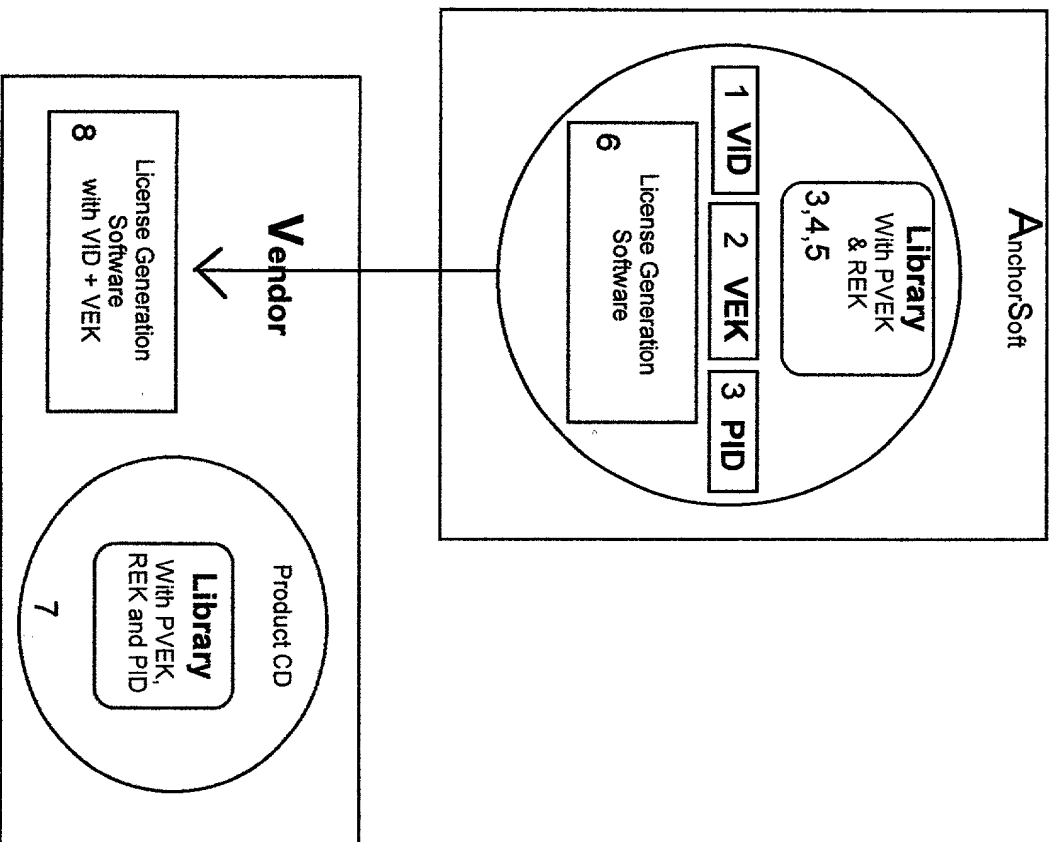 AnchorSoft
Library
With PVEK
& REK
3,4,5
1 VID
2 VEK
3 PID
License Generation
Software
6
Vendor
License Generation
Software
with VID + VEK
8
Product CD
Library
With PVEK,
REK and PID
7